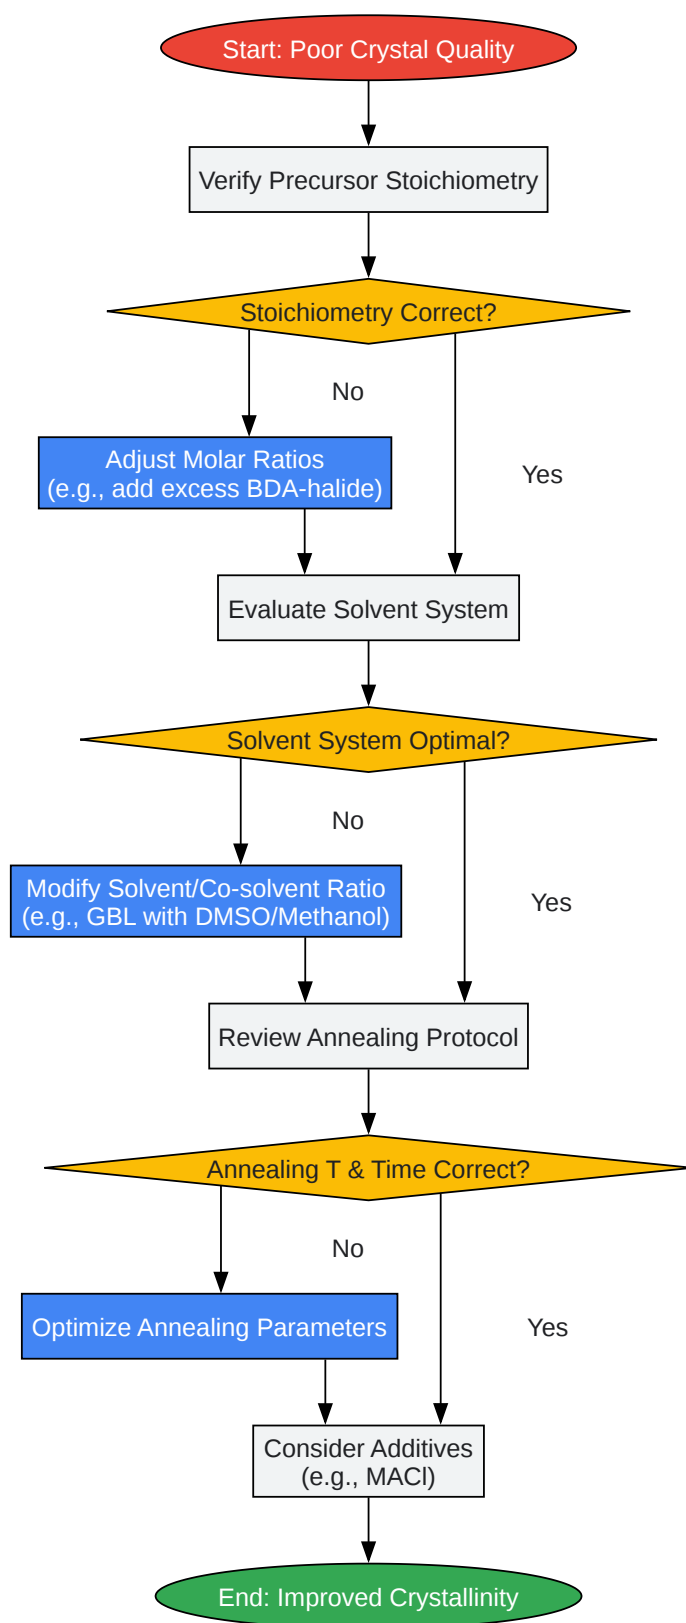 Start: Poor Crystal Quality
Verify Precursor Stoichiometry
Stoichiometry Correct?
No
Adjust Molar Ratios
(e.g., add excess BDA-halide)
Yes
Evaluate Solvent System
Solvent System Optimal?
No
Modify Solvent/Co-solvent Ratio
(e.g., GBL with DMSO/Methanol)
Yes
Review Annealing Protocol
Annealing T & Time Correct?
No
Optimize Annealing Parameters
Yes
Consider Additives
(e.g., MACl)
End: Improved Crystallinity